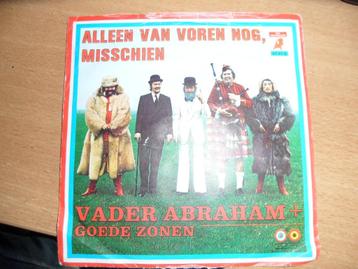 ALLEEN VAN VOREN NOG,
MISSCHIEN
VADER ABRAHAM +
GOEDE ZONEN